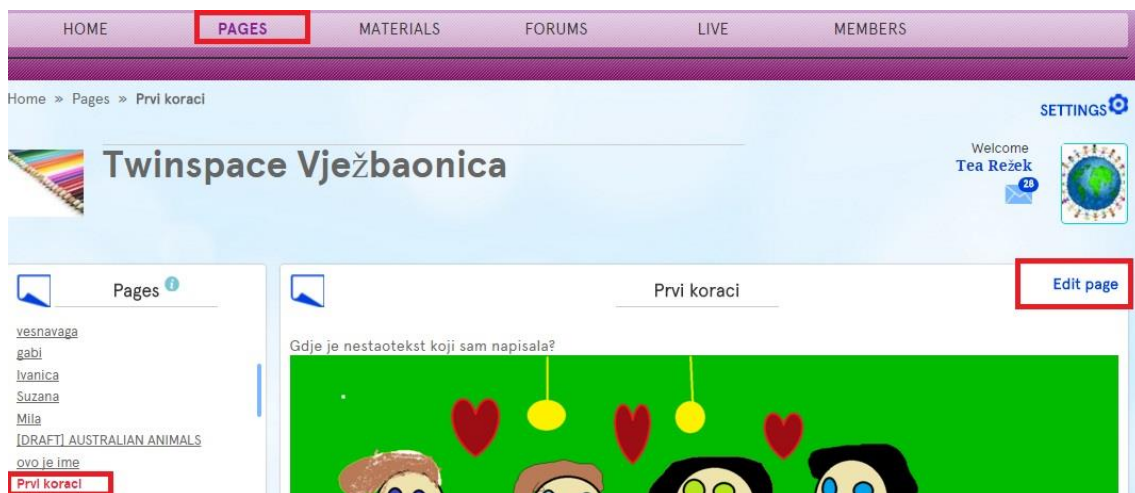 HOME PAGES MATERIALS FORUMS LIVE MEMBERS
Home » Pages » Prvi koraci
SETTINGS
Twinspace Vježbaonica
Welcome
Tea Režek
28
Pages i
vesnavaga
gabi
Ivanica
Suzana
Mila
[DRAFT] AUSTRALIAN ANIMALS
ovo je ime
Prvi koraci
Prvi koraci
Edit page
Gdje je nestaotekst koji sam napisala?